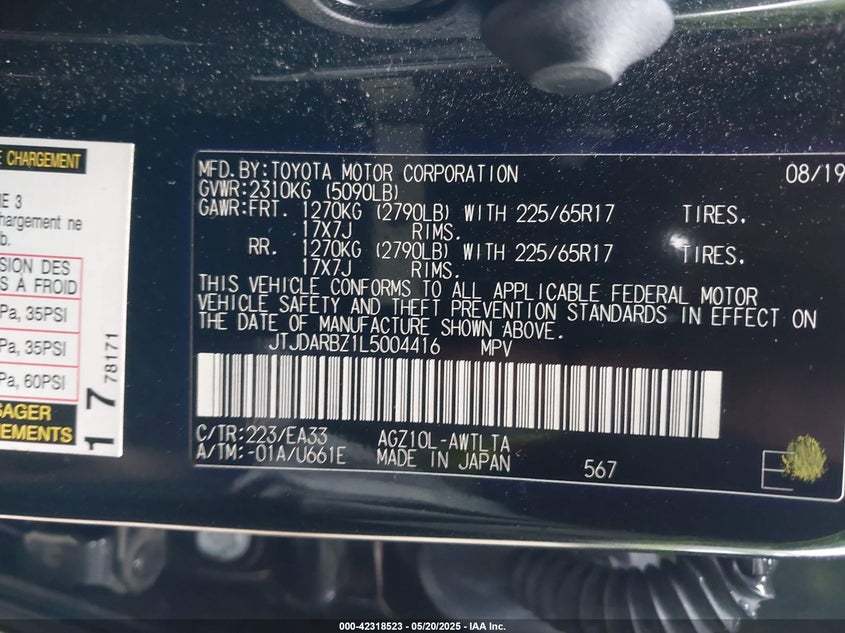 E CHARGEMENT
RE 3
hargement ne
b.
SION DES
S A FROID
Pa, 35PSI
Pa, 35PSI
Pa, 60PSI
SAGER
NEMENTS
1 7 78171
MFD.BY:TOYOTA MOTOR CORPORATION 08/19
GVWR:2310KG (5090LB)
GAWR:FRT. 1270KG (2790LB) WITH 225/65R17 TIRES.
17X7J RIMS.
RR. 1270KG (2790LB) WITH 225/65R17 TIRES.
17X7J RIMS.
THIS VEHICLE CONFORMS TO ALL APPLICABLE FEDERAL MOTOR
VEHICLE SAFETY AND THEFT PREVENTION STANDARDS IN EFFECT ON
THE DATE OF MANUFACTURE SHOWN ABOVE.
JTJDARBZ1L5004416 MPV
C/TR:223/EA33 AGZ10L-AWTLTA
A/TM:-01A/U661E MADE IN JAPAN 567
E
000-42318523 — 05/20/2025 — IAA Inc.